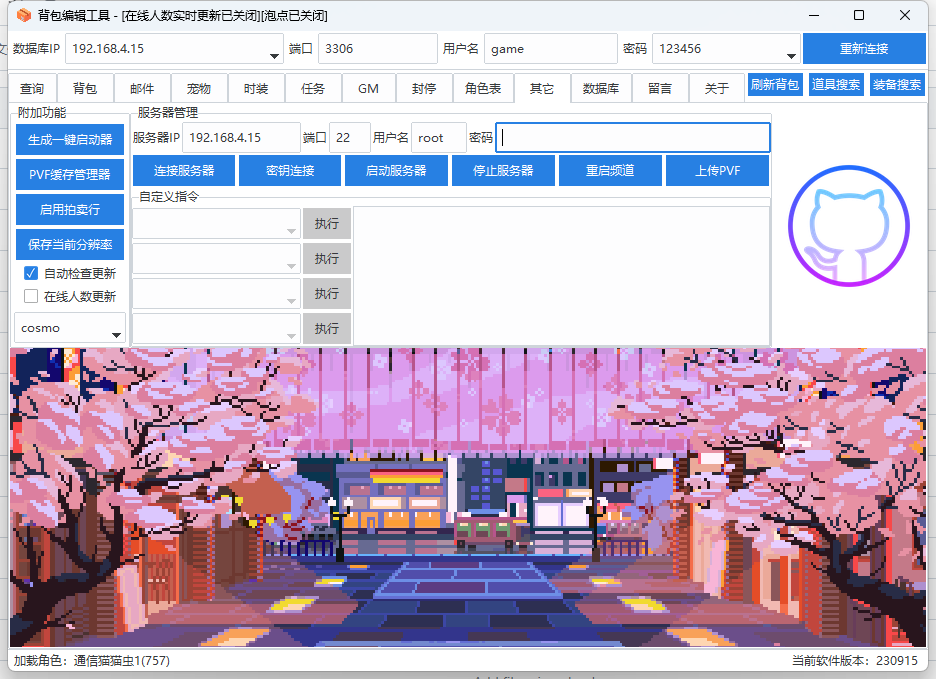 背包编辑工具 - [在线人数实时更新已关闭][泡点已关闭]
数据库IP 192.168.4.15 端口 3306 用户名 game 密码 123456 重新连接
查询 背包 邮件 宠物 时装 任务 GM 封停 角色表 其它 数据库 留言 关于 刷新背包 道具搜索 装备搜索
附加功能 服务器管理
生成一键启动器 服务器IP 192.168.4.15 端口 22 用户名 root 密码
PVF缓存管理器 连接服务器 密钥连接 启动服务器 停止服务器 重启频道 上传PVF
自定义指令
启用拍卖行 执行
保存当前分辨率 执行
自动检查更新
在线人数更新 执行
cosmo 执行
加载角色：通信猫猫虫1(757) 当前软件版本：230915